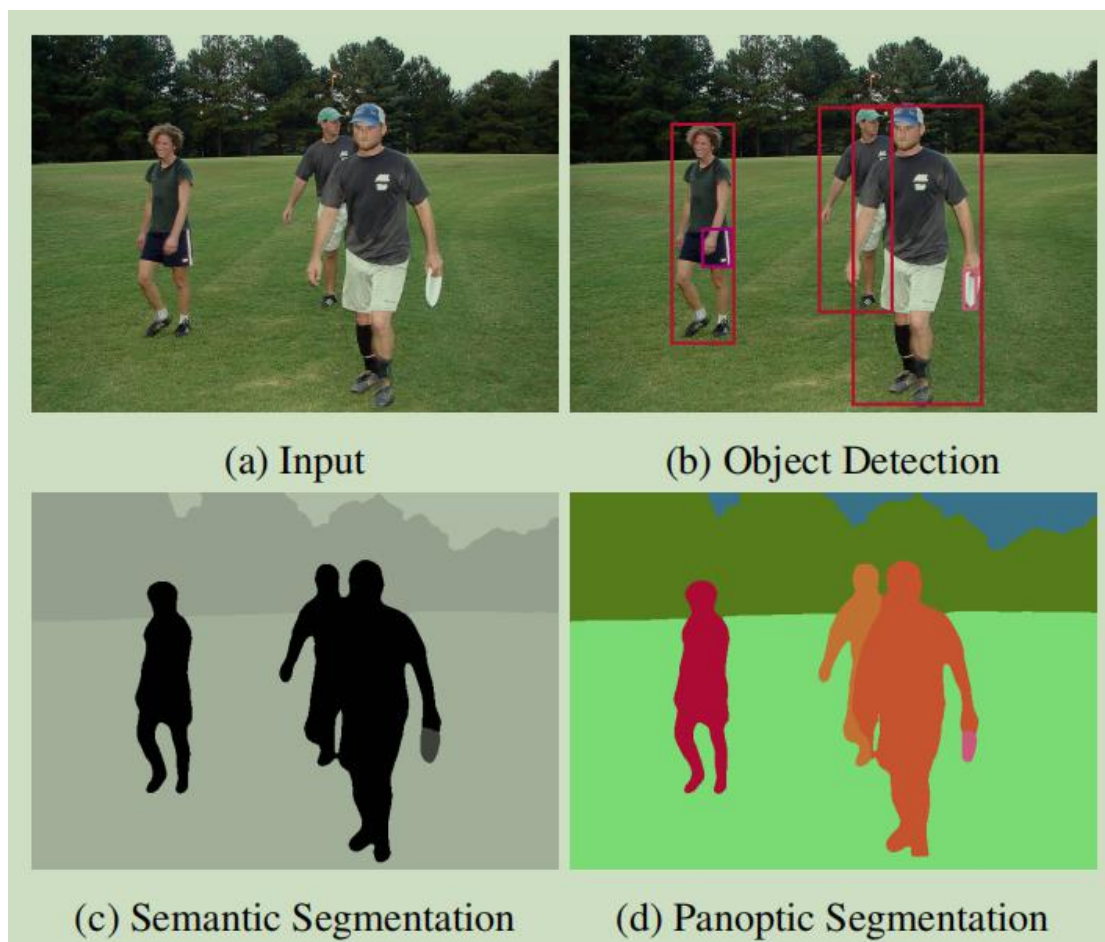 (a) Input
(b) Object Detection
(c) Semantic Segmentation
(d) Panoptic Segmentation